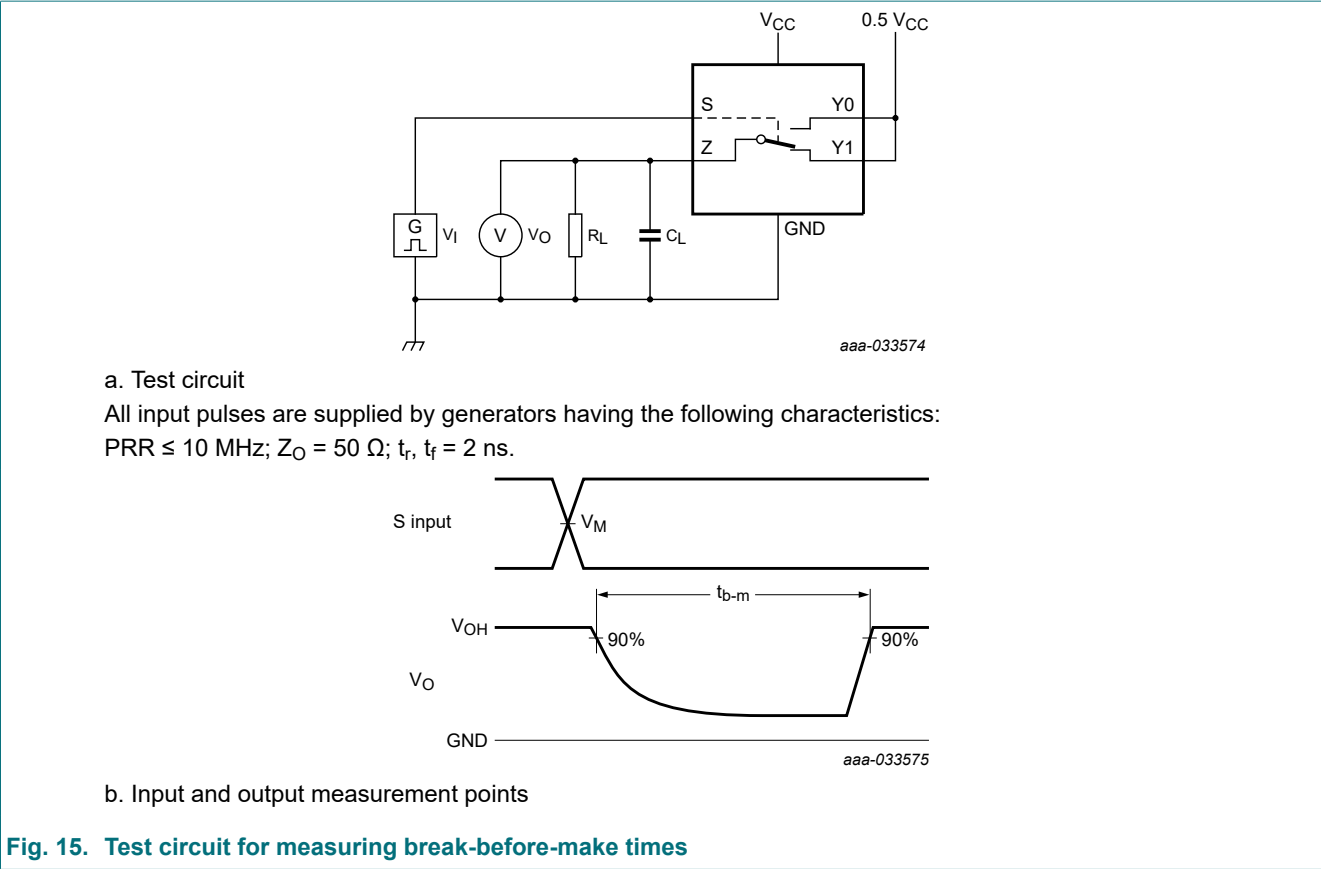 VCC 0.5 VCC
S Y0
Z Y1
G VI V VO RL CL GND
aaa-033574
a. Test circuit
All input pulses are supplied by generators having the following characteristics:
PRR ≤ 10 MHz; ZO = 50 Ω; tr, tf = 2 ns.
S input VM
tb-m
VOH 90% 90%
VO
GND
aaa-033575
b. Input and output measurement points
Fig. 15. Test circuit for measuring break-before-make times